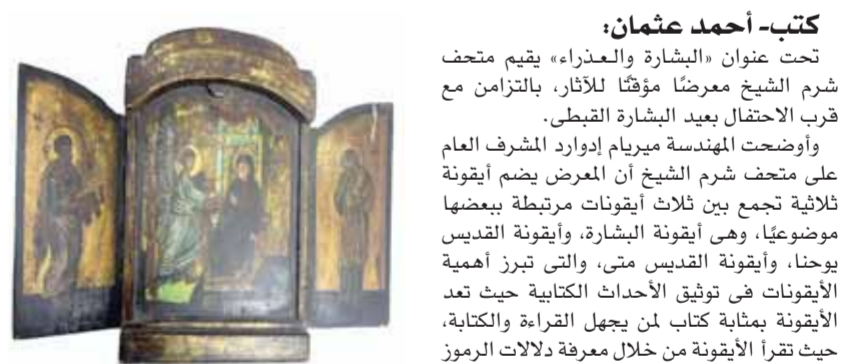 كتب- أحمد عثمان:
تحت عنوان «البشارة والعذراء» يقيم متحف
شرم الشيخ معرضًا مؤقتًا للآثار، بالتزامن مع
قرب الاحتفال بعيد البشارة القبطى.
وأوضحت المهندسة ميريام إدوارد المشرف العام
على متحف شرم الشيخ أن المعرض يضم أيقونة
ثلاثية تجمع بين ثلاث أيقونات مرتبطة ببعضها
موضوعيًا، وهى أيقونة البشارة، وأيقونة القديس
يوحنا، وأيقونة القديس متى، والتى تبرز أهمية
الأيقونات فى توثيق الأحداث الكتابية حيث تعد
الأيقونة بمثابة كتاب لمن يجهل القراءة والكتابة،
حيث تقرأ الأيقونة من خلال معرفة دلالات الرموز